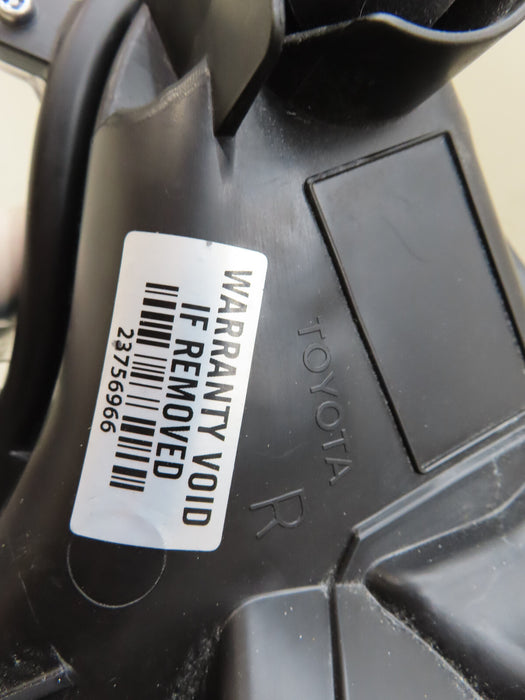 WARRANTY VOID
IF REMOVED
23756966
TOYOTA
R